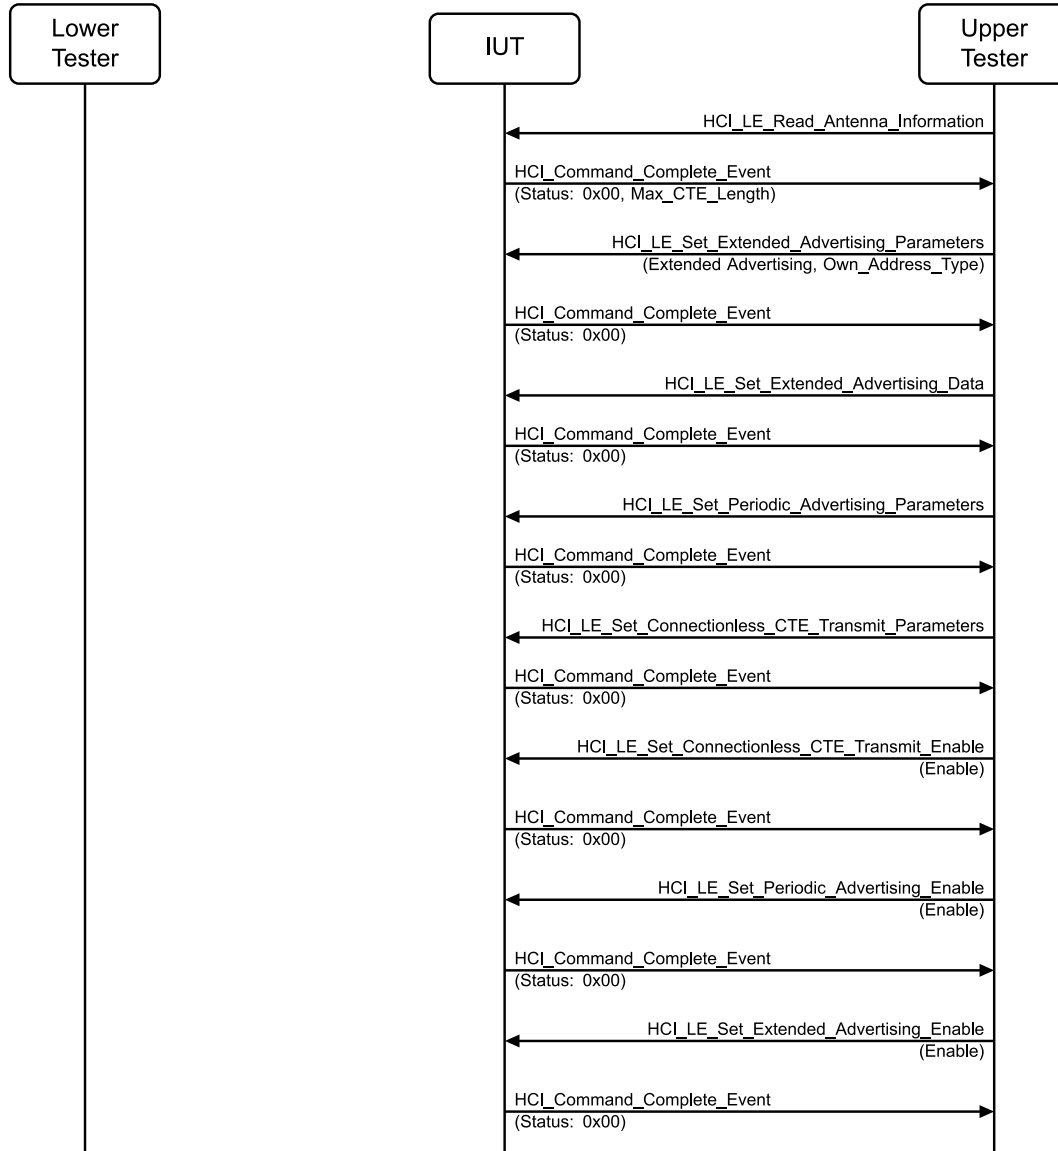 Lower
Tester
IUT
Upper
Tester
HCI_LE_Read_Antenna_Information
HCI_Command_Complete_Event
(Status: 0x00, Max_CTE_Length)
HCI_LE_Set_Extended_Advertising_Parameters
(Extended Advertising, Own_Address_Type)
HCI_Command_Complete_Event
(Status: 0x00)
HCI_LE_Set_Extended_Advertising_Data
HCI_Command_Complete_Event
(Status: 0x00)
HCI_LE_Set_Periodic_Advertising_Parameters
HCI_Command_Complete_Event
(Status: 0x00)
HCI_LE_Set_Connectionless_CTE_Transmit_Parameters
HCI_Command_Complete_Event
(Status: 0x00)
HCI_LE_Set_Connectionless_CTE_Transmit_Enable
(Enable)
HCI_Command_Complete_Event
(Status: 0x00)
HCI_LE_Set_Periodic_Advertising_Enable
(Enable)
HCI_Command_Complete_Event
(Status: 0x00)
HCI_LE_Set_Extended_Advertising_Enable
(Enable)
HCI_Command_Complete_Event
(Status: 0x00)